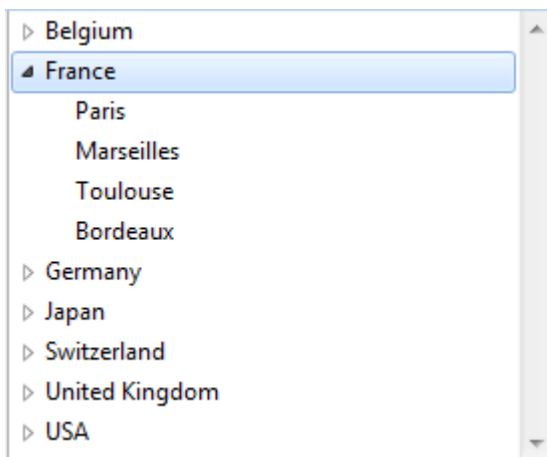 Belgium
France
Paris
Marseilles
Toulouse
Bordeaux
Germany
Japan
Switzerland
United Kingdom
USA